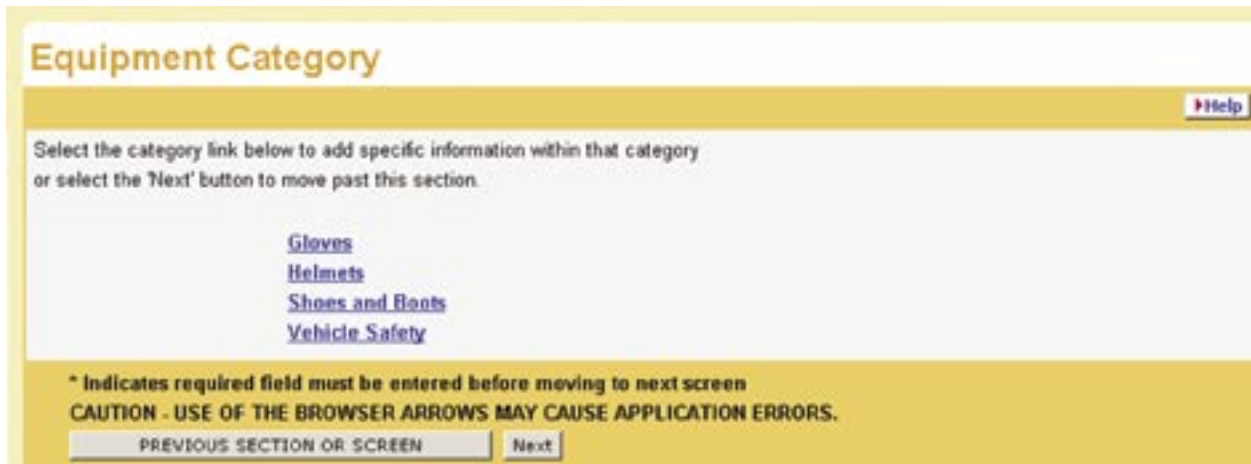 Equipment Category
Help
Select the category link below to add specific information within that category
or select the 'Next' button to move past this section.
Gloves
Helmets
Shoes and Boots
Vehicle Safety
* Indicates required field must be entered before moving to next screen
CAUTION - USE OF THE BROWSER ARROWS MAY CAUSE APPLICATION ERRORS.
PREVIOUS SECTION OR SCREEN Next